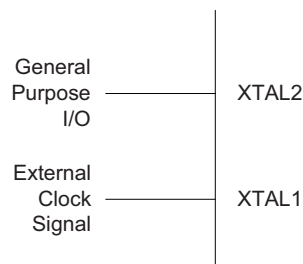 General
Purpose
I/O
XTAL2
External
Clock
Signal
XTAL1